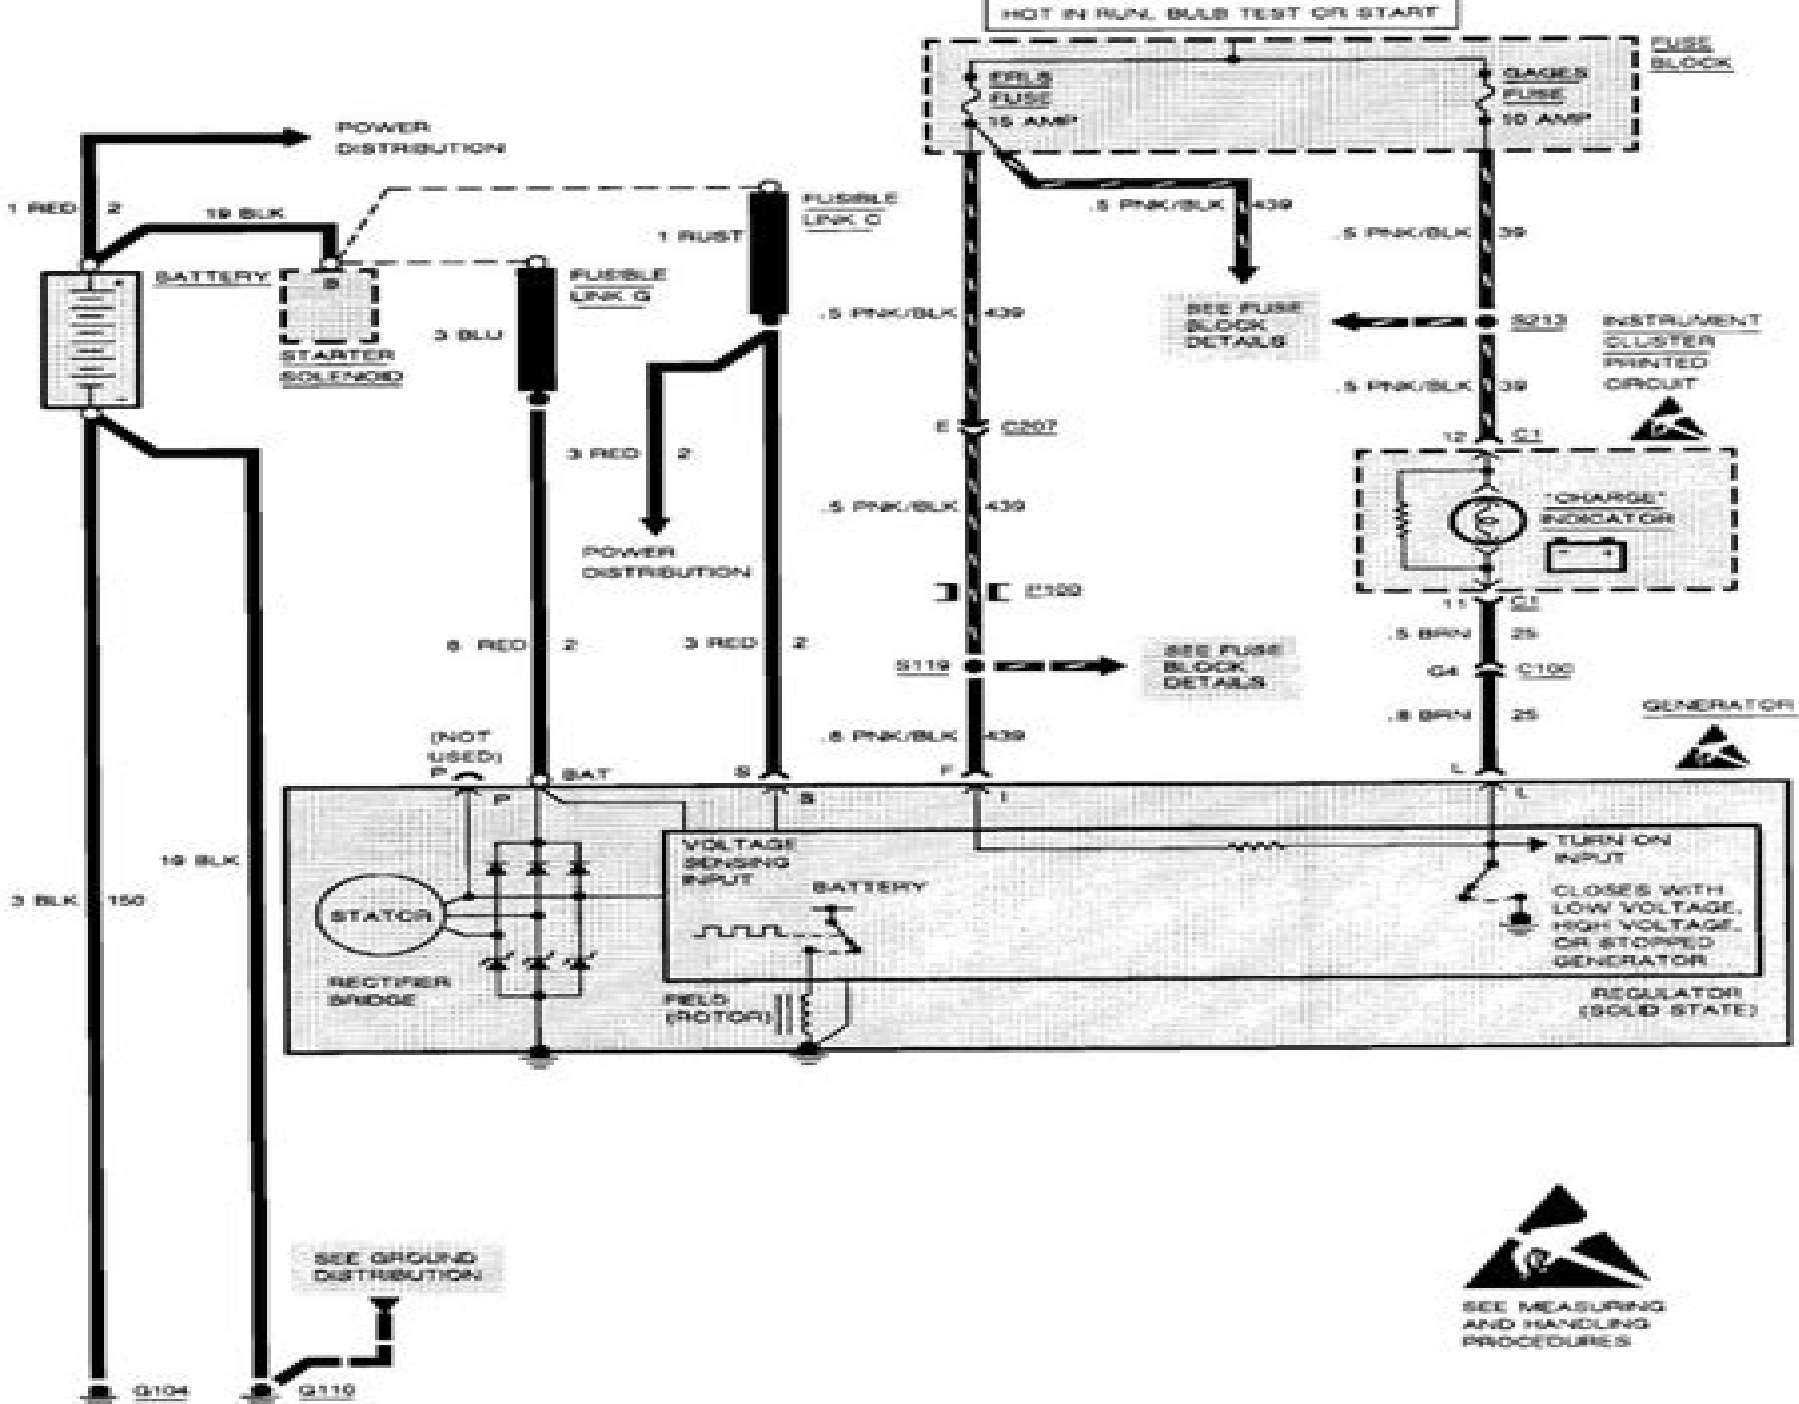 HOT IN RUN, BULB TEST OR START
FUSE
BLOCK
ERLS
FUSE
15 AMP
GAGES
FUSE
10 AMP
POWER
DISTRIBUTION
1 RED 2
19 BLK
FUSIBLE
LINK C
1 RUST
.5 PNK/BLK 439
.5 PNK/BLK 39
BATTERY
B
STARTER
SOLENOID
FUSIBLE
LINK G
3 BLU
.5 PNK/BLK 439
SEE FUSE
BLOCK
DETAILS
S213
INSTRUMENT
CLUSTER
PRINTED
CIRCUIT
.5 PNK/BLK 39
E C207
12 C1
3 RED 2
.5 PNK/BLK 439
"CHARGE"
INDICATOR
POWER
DISTRIBUTION
P100
11 C1
.5 BRN 25
8 RED 2
3 RED 2
S119
SEE FUSE
BLOCK
DETAILS
G4 C100
.8 BRN 25
GENERATOR
(NOT
USED)
.8 PNK/BLK 439
P BAT S F L
P S I L
VOLTAGE
SENSING
INPUT
TURN ON
INPUT
BATTERY
19 BLK
3 BLK 150
STATOR
CLOSES WITH
LOW VOLTAGE,
HIGH VOLTAGE,
OR STOPPED
GENERATOR
RECTIFIER
BRIDGE
FIELD
(ROTOR)
REGULATOR
(SOLID STATE)
SEE GROUND
DISTRIBUTION
SEE MEASURING
AND HANDLING
PROCEDURES
G104 G110